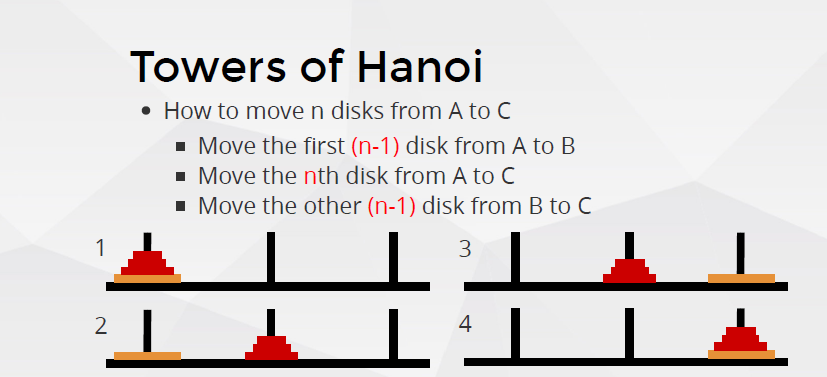 Towers of Hanoi
• How to move n disks from A to C
▪ Move the first (n-1) disk from A to B
▪ Move the nth disk from A to C
▪ Move the other (n-1) disk from B to C
1
2
3
4